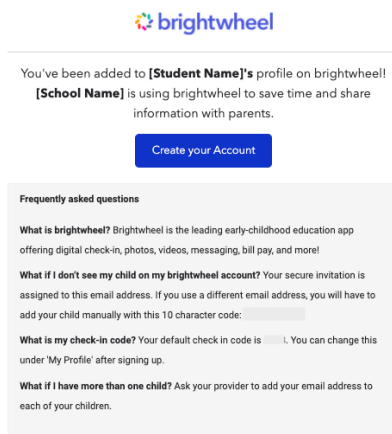 brightwheel
You've been added to [Student Name]'s profile on brightwheel!
[School Name] is using brightwheel to save time and share
information with parents.
Create your Account
Frequently asked questions
What is brightwheel? Brightwheel is the leading early-childhood education app
offering digital check-in, photos, videos, messaging, bill pay, and more!
What if I don't see my child on my brightwheel account? Your secure invitation is
assigned to this email address. If you use a different email address, you will have to
add your child manually with this 10 character code:
What is my check-in code? Your default check in code is . You can change this
under 'My Profile' after signing up.
What if I have more than one child? Ask your provider to add your email address to
each of your children.